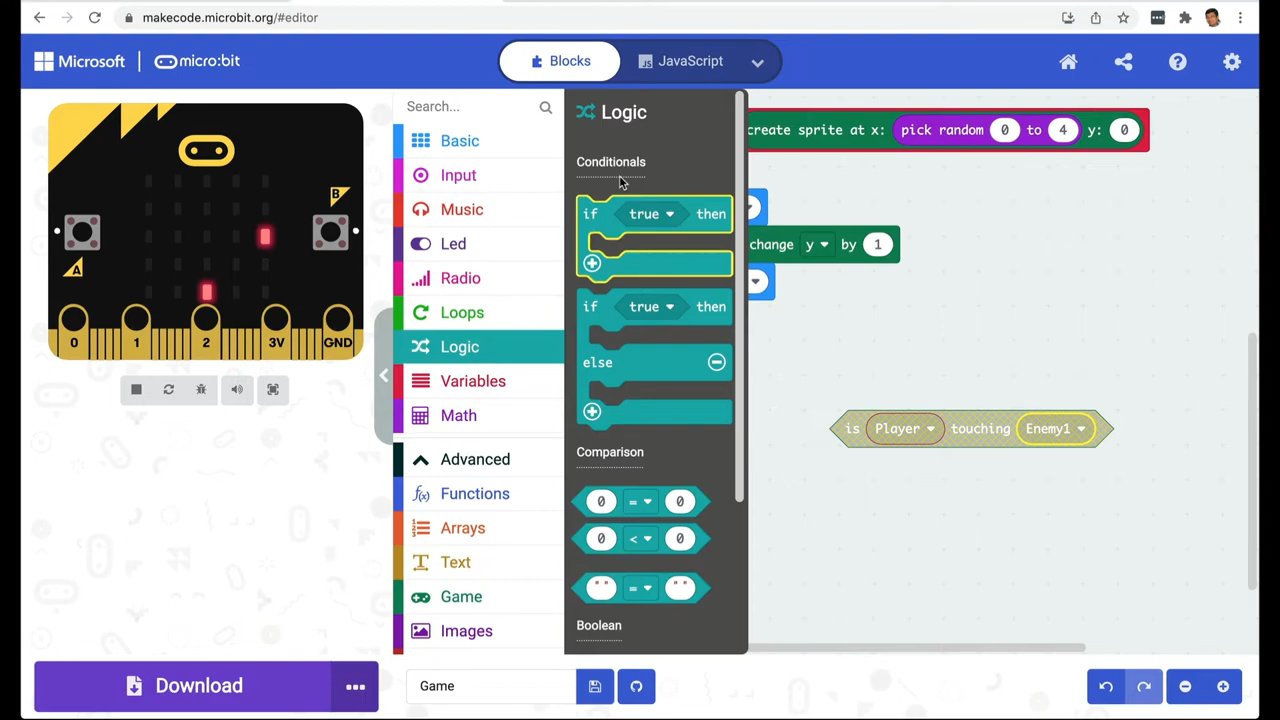 makecode.microbit.org/#editor
Microsoft
micro:bit
Blocks
JavaScript
A
B
0 1 2 3V GND
Search...
Basic
Input
Music
Led
Radio
Loops
Logic
Variables
Math
Advanced
Functions
Arrays
Text
Game
Images
Logic
Conditionals
if true then
if true then
else
Comparison
0 = 0
0 < 0
" " = " "
Boolean
create sprite at x: pick random 0 to 4 y: 0
change y by 1
is Player touching Enemy1
Download
Game